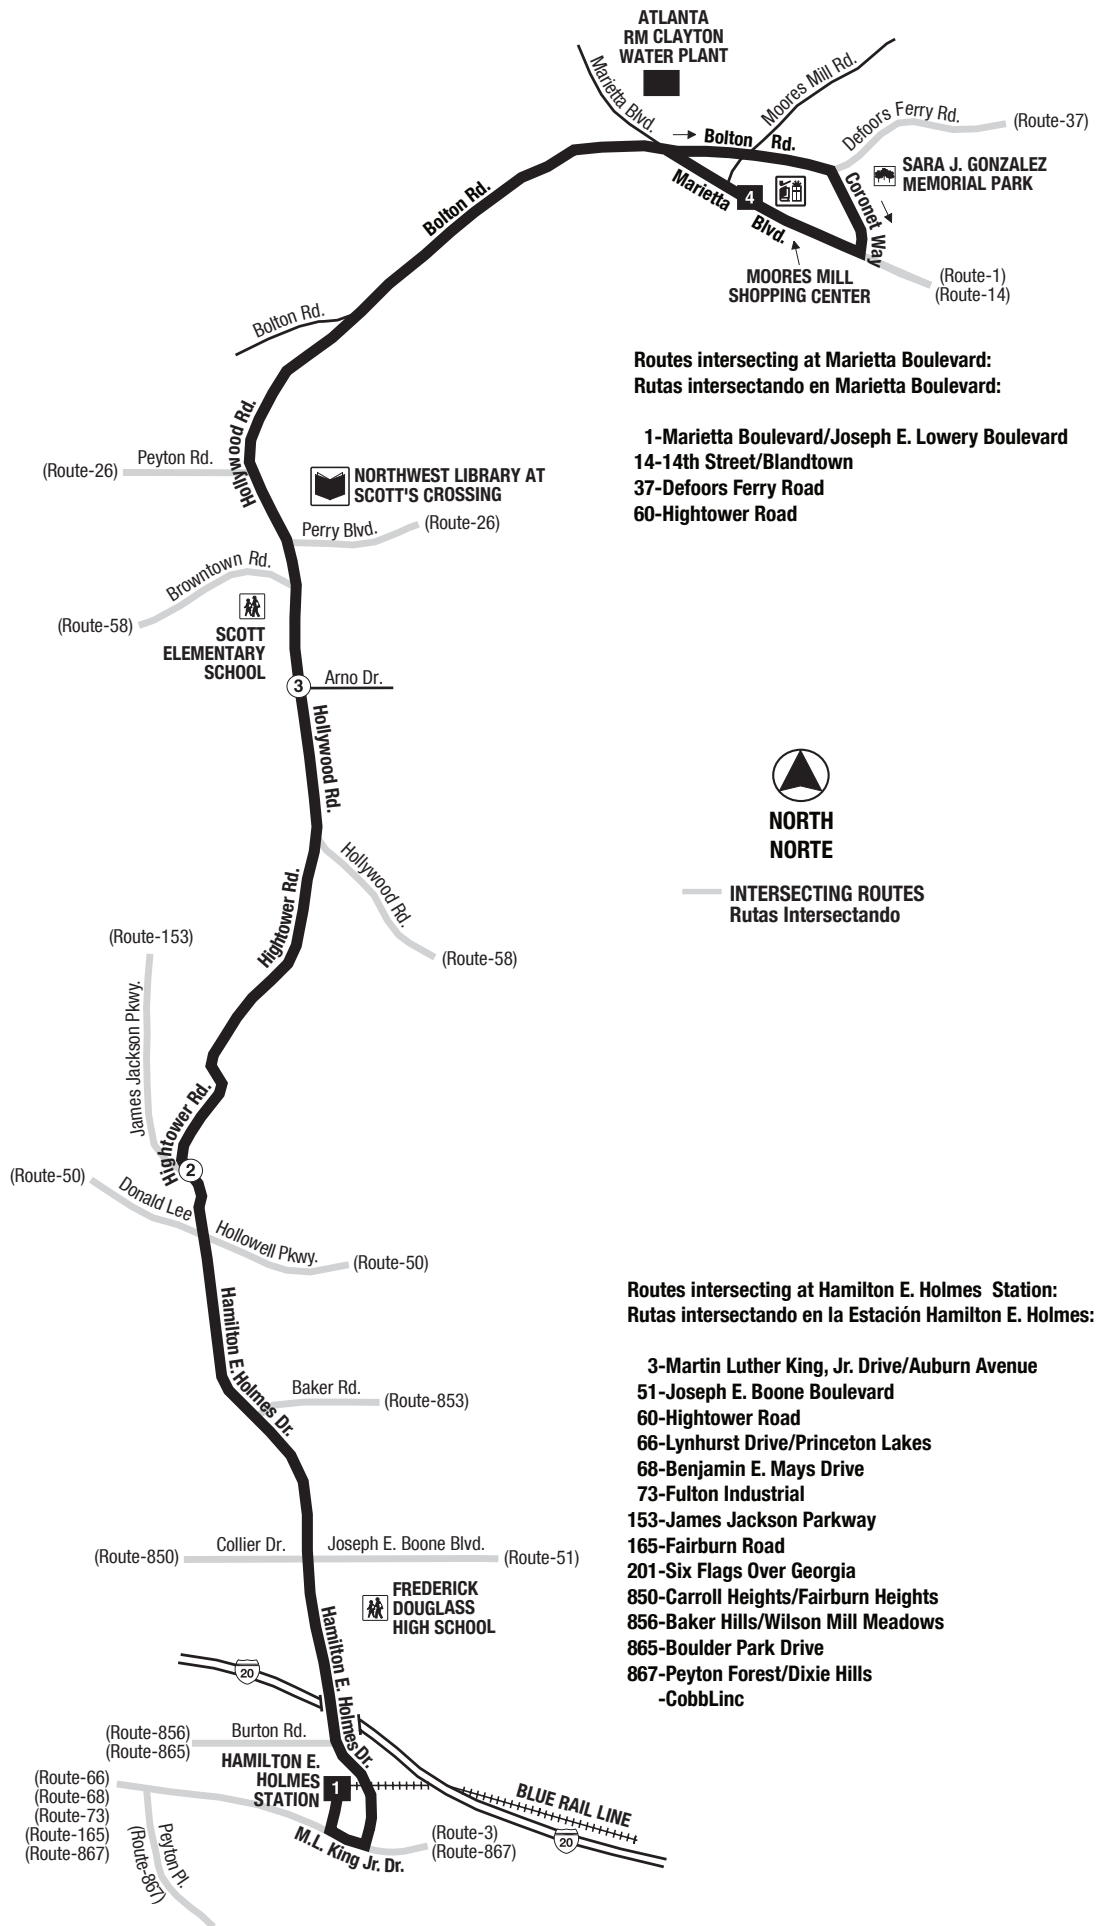 ATLANTA
RM CLAYTON
WATER PLANT
Marietta Blvd.
Moores Mill Rd.
Defoors Ferry Rd.
(Route-37)
Bolton Rd.
SARA J. GONZALEZ
MEMORIAL PARK
Coronet Way
Marietta Blvd.
4
MOORES MILL
SHOPPING CENTER
(Route-1)
(Route-14)
Bolton Rd.
Bolton Rd.
Routes intersecting at Marietta Boulevard:
Rutas intersectando en Marietta Boulevard:
1-Marietta Boulevard/Joseph E. Lowery Boulevard
14-14th Street/Blandtown
37-Defoors Ferry Road
60-Hightower Road
Hollywood Rd.
(Route-26)
Peyton Rd.
NORTHWEST LIBRARY AT
SCOTT'S CROSSING
Perry Blvd.
(Route-26)
Browntown Rd.
(Route-58)
SCOTT
ELEMENTARY
SCHOOL
3
Arno Dr.
Hollywood Rd.
NORTH
NORTE
INTERSECTING ROUTES
Rutas Intersectando
Hollywood Rd.
(Route-58)
Hightower Rd.
(Route-153)
James Jackson Pkwy.
Hightower Rd.
2
(Route-50)
Donald Lee
Hollowell Pkwy.
(Route-50)
Hamilton E. Holmes Dr.
Baker Rd.
(Route-853)
Routes intersecting at Hamilton E. Holmes Station:
Rutas intersectando en la Estación Hamilton E. Holmes:
3-Martin Luther King, Jr. Drive/Auburn Avenue
51-Joseph E. Boone Boulevard
60-Hightower Road
66-Lynhurst Drive/Princeton Lakes
68-Benjamin E. Mays Drive
73-Fulton Industrial
153-James Jackson Parkway
165-Fairburn Road
201-Six Flags Over Georgia
850-Carroll Heights/Fairburn Heights
856-Baker Hills/Wilson Mill Meadows
865-Boulder Park Drive
867-Peyton Forest/Dixie Hills
-CobbLinc
(Route-850)
Collier Dr.
Joseph E. Boone Blvd.
(Route-51)
FREDERICK
DOUGLASS
HIGH SCHOOL
Hamilton E. Holmes Dr.
20
(Route-856)
(Route-865)
Burton Rd.
HAMILTON E.
HOLMES
STATION
1
BLUE RAIL LINE
20
(Route-66)
(Route-68)
(Route-73)
(Route-165)
(Route-867)
Peyton Pl.
(Route-867)
M.L. King Jr. Dr.
(Route-3)
(Route-867)